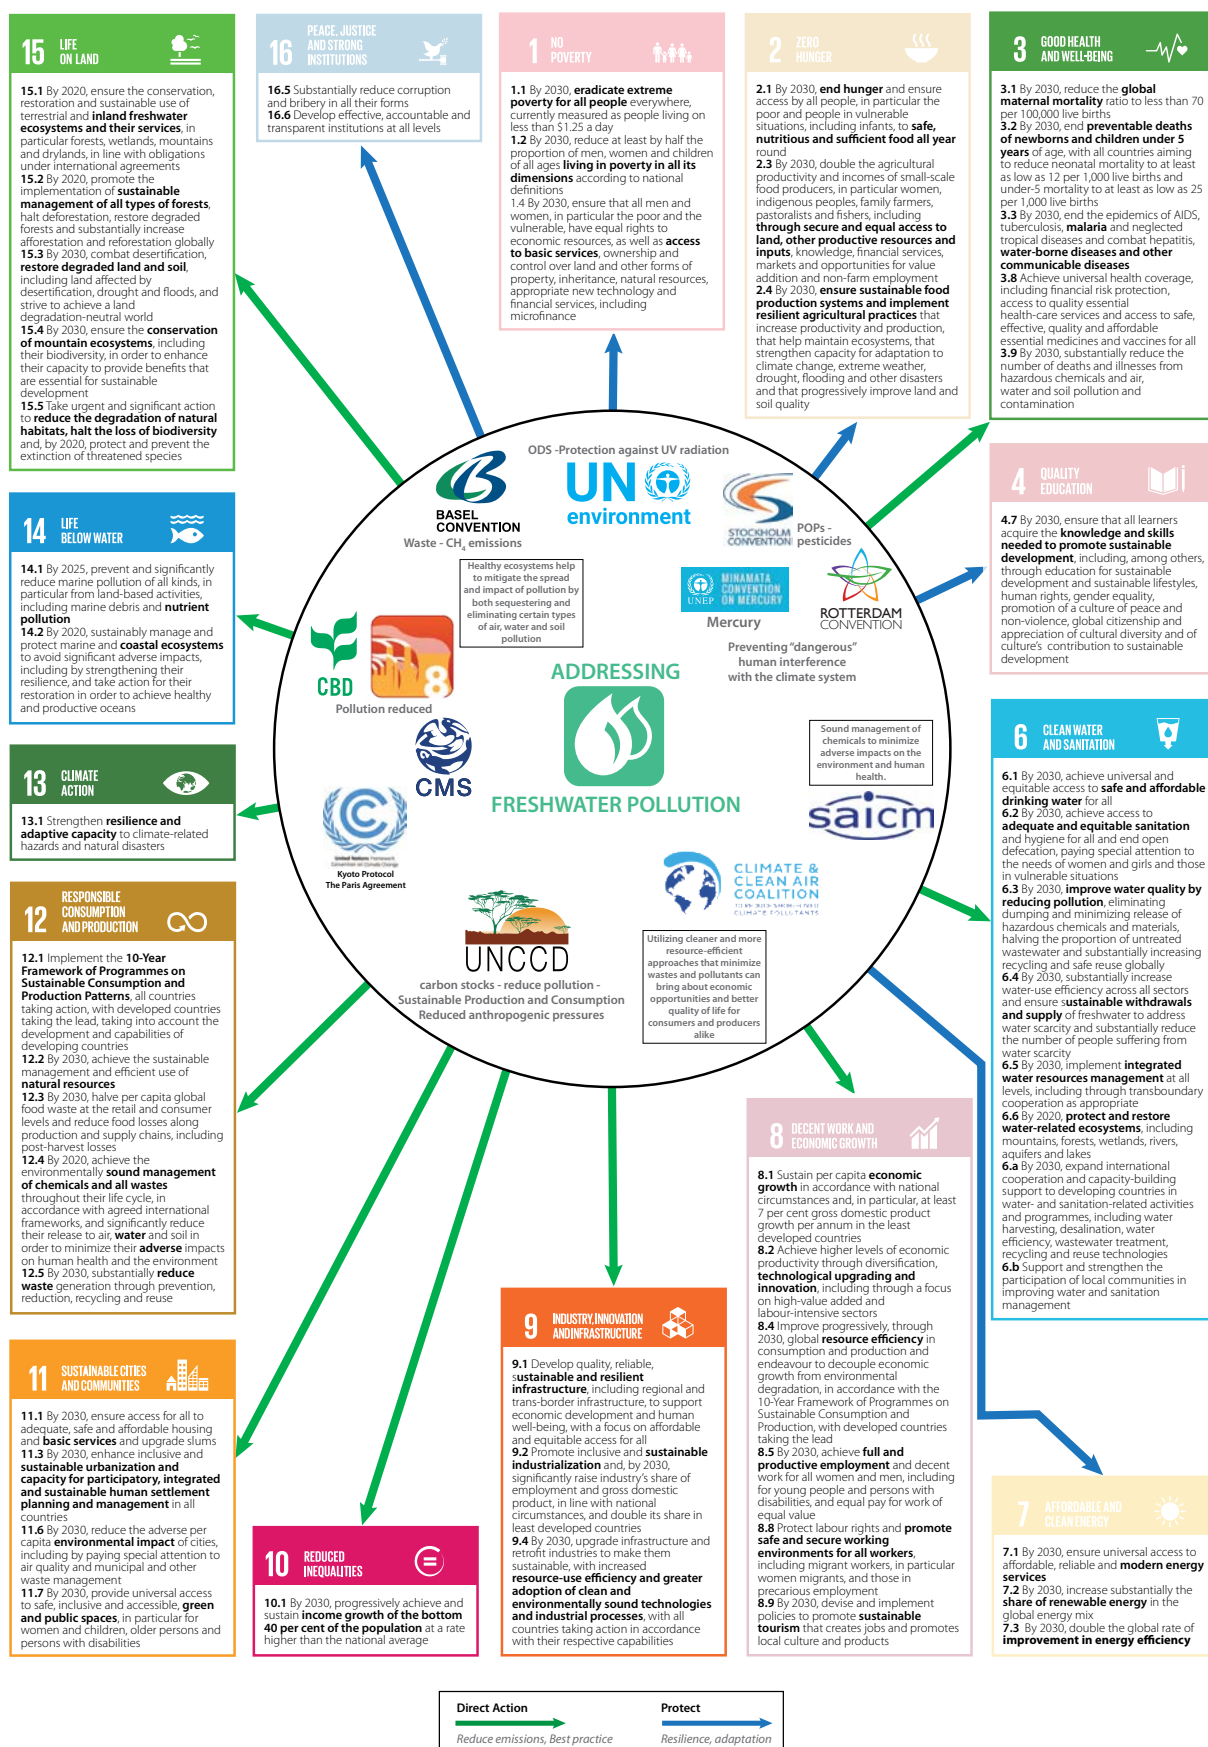 15 LIFE
ON LAND
15.1 By 2020, ensure the conservation,
restoration and sustainable use of
terrestrial and inland freshwater
ecosystems and their services, in
particular forests, wetlands, mountains
and drylands, in line with obligations
under international agreements
15.2 By 2020, promote the
implementation of sustainable
management of all types of forests,
halt deforestation, restore degraded
forests and substantially increase
afforestation and reforestation globally
15.3 By 2030, combat desertification,
restore degraded land and soil,
including land affected by
desertification, drought and floods, and
strive to achieve a land
degradation-neutral world
15.4 By 2030, ensure the conservation
of mountain ecosystems, including
their biodiversity, in order to enhance
their capacity to provide benefits that
are essential for sustainable
development
15.5 Take urgent and significant action
to reduce the degradation of natural
habitats, halt the loss of biodiversity
and, by 2020, protect and prevent the
extinction of threatened species
16 PEACE, JUSTICE
AND STRONG
INSTITUTIONS
16.5 Substantially reduce corruption
and bribery in all their forms
16.6 Develop effective, accountable and
transparent institutions at all levels
1 NO
POVERTY
1.1 By 2030, eradicate extreme
poverty for all people everywhere,
currently measured as people living on
less than $1.25 a day
1.2 By 2030, reduce at least by half the
proportion of men, women and children
of all ages living in poverty in all its
dimensions according to national
definitions
1.4 By 2030, ensure that all men and
women, in particular the poor and the
vulnerable, have equal rights to
economic resources, as well as access
to basic services, ownership and
control over land and other forms of
property, inheritance, natural resources,
appropriate new technology and
financial services, including
microfinance
2 ZERO
HUNGER
2.1 By 2030, end hunger and ensure
access by all people, in particular the
poor and people in vulnerable
situations, including infants, to safe,
nutritious and sufficient food all year
round
2.3 By 2030, double the agricultural
productivity and incomes of small-scale
food producers, in particular women,
indigenous peoples, family farmers,
pastoralists and fishers, including
through secure and equal access to
land, other productive resources and
inputs, knowledge, financial services,
markets and opportunities for value
addition and non-farm employment
2.4 By 2030, ensure sustainable food
production systems and implement
resilient agricultural practices that
increase productivity and production,
that help maintain ecosystems, that
strengthen capacity for adaptation to
climate change, extreme weather,
drought, flooding and other disasters
and that progressively improve land and
soil quality
3 GOOD HEALTH
AND WELL-BEING
3.1 By 2030, reduce the global
maternal mortality ratio to less than 70
per 100,000 live births
3.2 By 2030, end preventable deaths
of newborns and children under 5
years of age, with all countries aiming
to reduce neonatal mortality to at least
as low as 12 per 1,000 live births and
under-5 mortality to at least as low as 25
per 1,000 live births
3.3 By 2030, end the epidemics of AIDS,
tuberculosis, malaria and neglected
tropical diseases and combat hepatitis,
water-borne diseases and other
communicable diseases
3.8 Achieve universal health coverage,
including financial risk protection,
access to quality essential
health-care services and access to safe,
effective, quality and affordable
essential medicines and vaccines for all
3.9 By 2030, substantially reduce the
number of deaths and illnesses from
hazardous chemicals and air,
water and soil pollution and
contamination
4 QUALITY
EDUCATION
4.7 By 2030, ensure that all learners
acquire the knowledge and skills
needed to promote sustainable
development, including, among others,
through education for sustainable
development and sustainable lifestyles,
human rights, gender equality,
promotion of a culture of peace and
non-violence, global citizenship and
appreciation of cultural diversity and of
culture's contribution to sustainable
development
14 LIFE
BELOW WATER
14.1 By 2025, prevent and significantly
reduce marine pollution of all kinds, in
particular from land-based activities,
including marine debris and nutrient
pollution
14.2 By 2020, sustainably manage and
protect marine and coastal ecosystems
to avoid significant adverse impacts,
including by strengthening their
resilience, and take action for their
restoration in order to achieve healthy
and productive oceans
13 CLIMATE
ACTION
13.1 Strengthen resilience and
adaptive capacity to climate-related
hazards and natural disasters
ODS -Protection against UV radiation
BASEL
CONVENTION
Waste - CH4 emissions
UN
environment
STOCKHOLM
CONVENTION
POPs -
pesticides
Healthy ecosystems help
to mitigate the spread
and impact of pollution by
both sequestering and
eliminating certain types
of air, water and soil
pollution
UNEP
MINAMATA
CONVENTION
ON MERCURY
Mercury
ROTTERDAM
CONVENTION
Preventing “dangerous”
human interference
with the climate system
CBD
8
Pollution reduced
ADDRESSING
FRESHWATER POLLUTION
CMS
Sound management of
chemicals to minimize
adverse impacts on the
environment and human
health.
saicm
United Nations Framework
Convention on Climate Change
Kyoto Protocol
The Paris Agreement
CLIMATE &
CLEAN AIR
COALITION
TO REDUCE SHORT-LIVED
CLIMATE POLLUTANTS
UNCCD
carbon stocks - reduce pollution -
Sustainable Production and Consumption
Reduced anthropogenic pressures
Utilizing cleaner and more
resource-efficient
approaches that minimize
wastes and pollutants can
bring about economic
opportunities and better
quality of life for
consumers and producers
alike
6 CLEAN WATER
AND SANITATION
6.1 By 2030, achieve universal and
equitable access to safe and affordable
drinking water for all
6.2 By 2030, achieve access to
adequate and equitable sanitation
and hygiene for all and end open
defecation, paying special attention to
the needs of women and girls and those
in vulnerable situations
6.3 By 2030, improve water quality by
reducing pollution, eliminating
dumping and minimizing release of
hazardous chemicals and materials,
halving the proportion of untreated
wastewater and substantially increasing
recycling and safe reuse globally
6.4 By 2030, substantially increase
water-use efficiency across all sectors
and ensure sustainable withdrawals
and supply of freshwater to address
water scarcity and substantially reduce
the number of people suffering from
water scarcity
6.5 By 2030, implement integrated
water resources management at all
levels, including through transboundary
cooperation as appropriate
6.6 By 2020, protect and restore
water-related ecosystems, including
mountains, forests, wetlands, rivers,
aquifers and lakes
6.a By 2030, expand international
cooperation and capacity-building
support to developing countries in
water- and sanitation-related activities
and programmes, including water
harvesting, desalination, water
efficiency, wastewater treatment,
recycling and reuse technologies
6.b Support and strengthen the
participation of local communities in
improving water and sanitation
management
12 RESPONSIBLE
CONSUMPTION
AND PRODUCTION
12.1 Implement the 10-Year
Framework of Programmes on
Sustainable Consumption and
Production Patterns, all countries
taking action, with developed countries
taking the lead, taking into account the
development and capabilities of
developing countries
12.2 By 2030, achieve the sustainable
management and efficient use of
natural resources
12.3 By 2030, halve per capita global
food waste at the retail and consumer
levels and reduce food losses along
production and supply chains, including
post-harvest losses
12.4 By 2020, achieve the
environmentally sound management
of chemicals and all wastes
throughout their life cycle, in
accordance with agreed international
frameworks, and significantly reduce
their release to air, water and soil in
order to minimize their adverse impacts
on human health and the environment
12.5 By 2030, substantially reduce
waste generation through prevention,
reduction, recycling and reuse
11 SUSTAINABLE CITIES
AND COMMUNITIES
11.1 By 2030, ensure access for all to
adequate, safe and affordable housing
and basic services and upgrade slums
11.3 By 2030, enhance inclusive and
sustainable urbanization and
capacity for participatory, integrated
and sustainable human settlement
planning and management in all
countries
11.6 By 2030, reduce the adverse per
capita environmental impact of cities,
including by paying special attention to
air quality and municipal and other
waste management
11.7 By 2030, provide universal access
to safe, inclusive and accessible, green
and public spaces, in particular for
women and children, older persons and
persons with disabilities
10 REDUCED
INEQUALITIES
10.1 By 2030, progressively achieve and
sustain income growth of the bottom
40 per cent of the population at a rate
higher than the national average
9 INDUSTRY, INNOVATION
AND INFRASTRUCTURE
9.1 Develop quality, reliable,
sustainable and resilient
infrastructure, including regional and
trans-border infrastructure, to support
economic development and human
well-being, with a focus on affordable
and equitable access for all
9.2 Promote inclusive and sustainable
industrialization and, by 2030,
significantly raise industry's share of
employment and gross domestic
product, in line with national
circumstances, and double its share in
least developed countries
9.4 By 2030, upgrade infrastructure and
retrofit industries to make them
sustainable, with increased
resource-use efficiency and greater
adoption of clean and
environmentally sound technologies
and industrial processes, with all
countries taking action in accordance
with their respective capabilities
8 DECENT WORK AND
ECONOMIC GROWTH
8.1 Sustain per capita economic
growth in accordance with national
circumstances and, in particular, at least
7 per cent gross domestic product
growth per annum in the least
developed countries
8.2 Achieve higher levels of economic
productivity through diversification,
technological upgrading and
innovation, including through a focus
on high-value added and
labour-intensive sectors
8.4 Improve progressively, through
2030, global resource efficiency in
consumption and production and
endeavour to decouple economic
growth from environmental
degradation, in accordance with the
10-Year Framework of Programmes on
Sustainable Consumption and
Production, with developed countries
taking the lead
8.5 By 2030, achieve full and
productive employment and decent
work for all women and men, including
for young people and persons with
disabilities, and equal pay for work of
equal value
8.8 Protect labour rights and promote
safe and secure working
environments for all workers,
including migrant workers, in particular
women migrants, and those in
precarious employment
8.9 By 2030, devise and implement
policies to promote sustainable
tourism that creates jobs and promotes
local culture and products
7 AFFORDABLE AND
CLEAN ENERGY
7.1 By 2030, ensure universal access to
affordable, reliable and modern energy
services
7.2 By 2030, increase substantially the
share of renewable energy in the
global energy mix
7.3 By 2030, double the global rate of
improvement in energy efficiency
Direct Action
Reduce emissions, Best practice
Protect
Resilience, adaptation